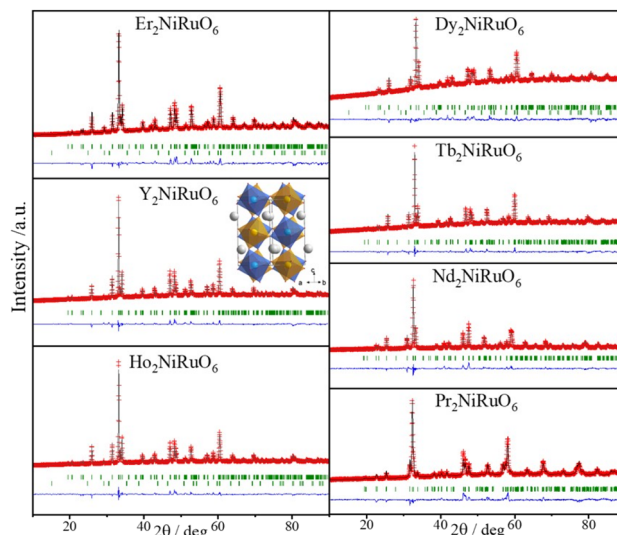 Er2NiRuO6
Y2NiRuO6
c
a b
Ho2NiRuO6
Intensity /a.u.
20 40 60 80
2θ / deg
Dy2NiRuO6
Tb2NiRuO6
Nd2NiRuO6
Pr2NiRuO6
20 40 60 80
2θ / deg